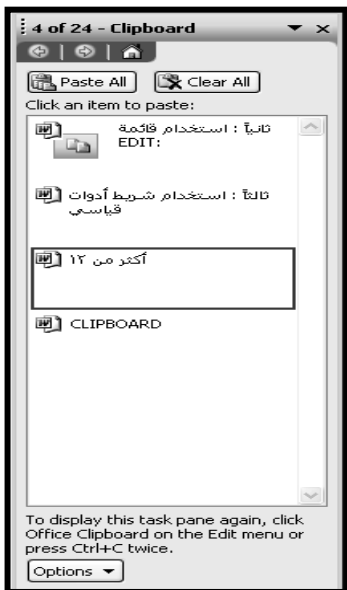 4 of 24 - Clipboard
Paste All
Clear All
Click an item to paste:
ثانياً : استخدام قائمة
EDIT:
ثالثاً : استخدام شريط أدوات
قياسي
أكثر من ١٢
CLIPBOARD
To display this task pane again, click
Office Clipboard on the Edit menu or
press Ctrl+C twice.
Options